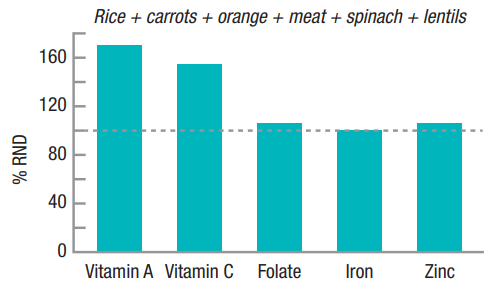 Rice + carrots + orange + meat + spinach + lentils
160
120
80
40
0
% RND
Vitamin A Vitamin C Folate Iron Zinc